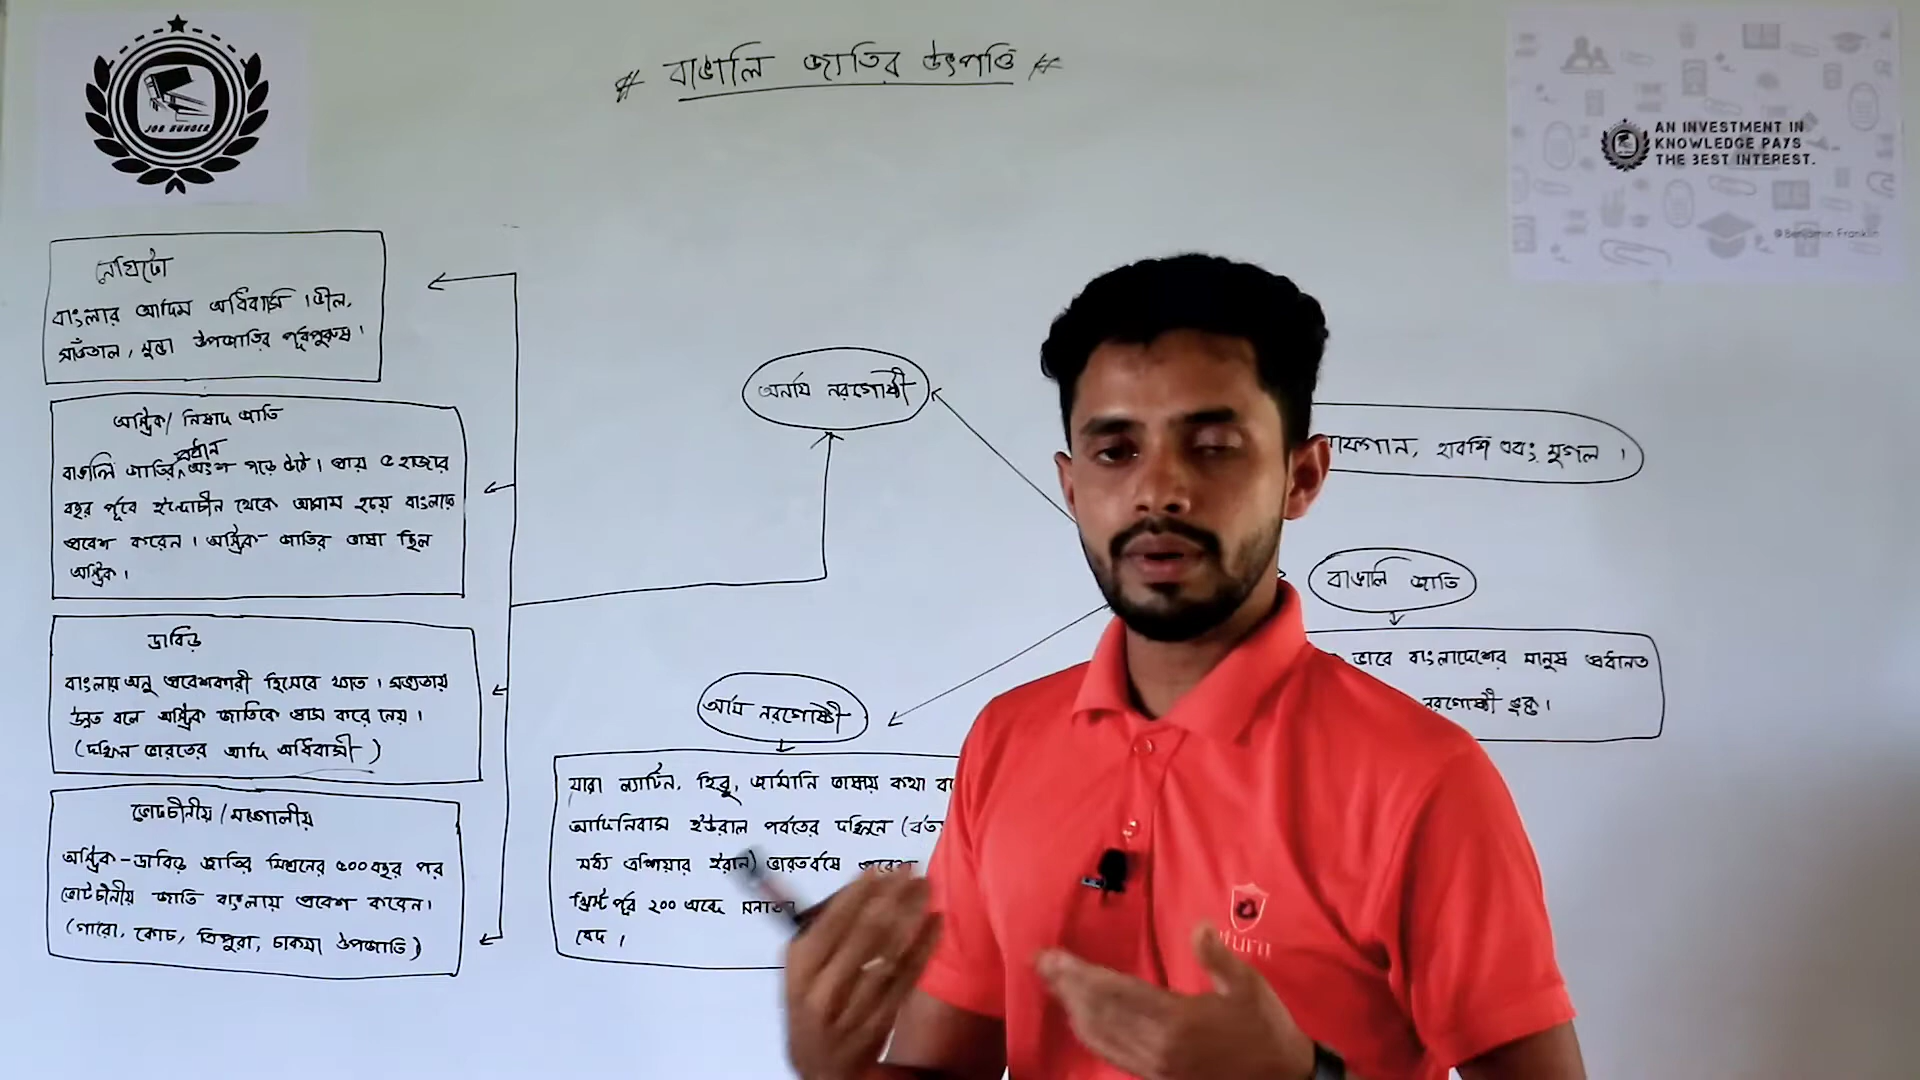 # বাঙালি জাতির উৎপত্তি #
JOB HUNGER
AN INVESTMENT IN
KNOWLEDGE PAYS
THE BEST INTEREST.
@Benjamin Franklin
নেগ্রিটো
বাংলার আদিম অধিবাসি । ভীল,
সাঁওতাল, মুন্ডা উপজাতির পূর্বপুরুষ।
অস্ট্রিক/ নিষাদ জাতি
প্রধান
বাঙালি জাতির অংশ গড়ে উঠে। প্রায় ৫ হাজার
বছর পূর্বে ইন্দোচীন থেকে আসাম হয়ে বাংলাতে
প্রবেশ করেন। অস্ট্রিক জাতির ভাষা ছিল
অস্ট্রিক।
দ্রাবিড়
বাংলায় অনু প্রবেশকারী হিসেবে খ্যাত। সভ্যতায়
উন্নত বলে অস্ট্রিক জাতিকে গ্রাস করে নেয়।
(দক্ষিন ভারতের আদি অধিবাসী)
ভোটচীনীয় / মঙ্গোলীয়
অস্ট্রিক-দ্রাবিড় জাতির মিশ্রনের ৫০০ বছর পর
ভোটচীনীয় জাতি বাংলায় প্রবেশ করেন।
(গারো, কোচ, ত্রিপুরা, চাকমা উপজাতি)
অনার্য নরগোষ্ঠী
আর্য নরগোষ্ঠী
যারা ল্যাটিন, হিব্রু, জার্মানি ভাষায় কথা
আদিনিবাস ইউরাল পর্বতের দক্ষিনে
মধ্য এশিয়ার ইরান) ভারতবর্ষে প্রবেশ
খ্রিস্ট পূর্ব ২০০ অব্দে
বেদ।
হাবশি এবং মুগল ।
বাঙালি জাতি
ভাবে বাংলাদেশের মানুষ প্রধানত
নরগোষ্ঠী ভুক্ত।